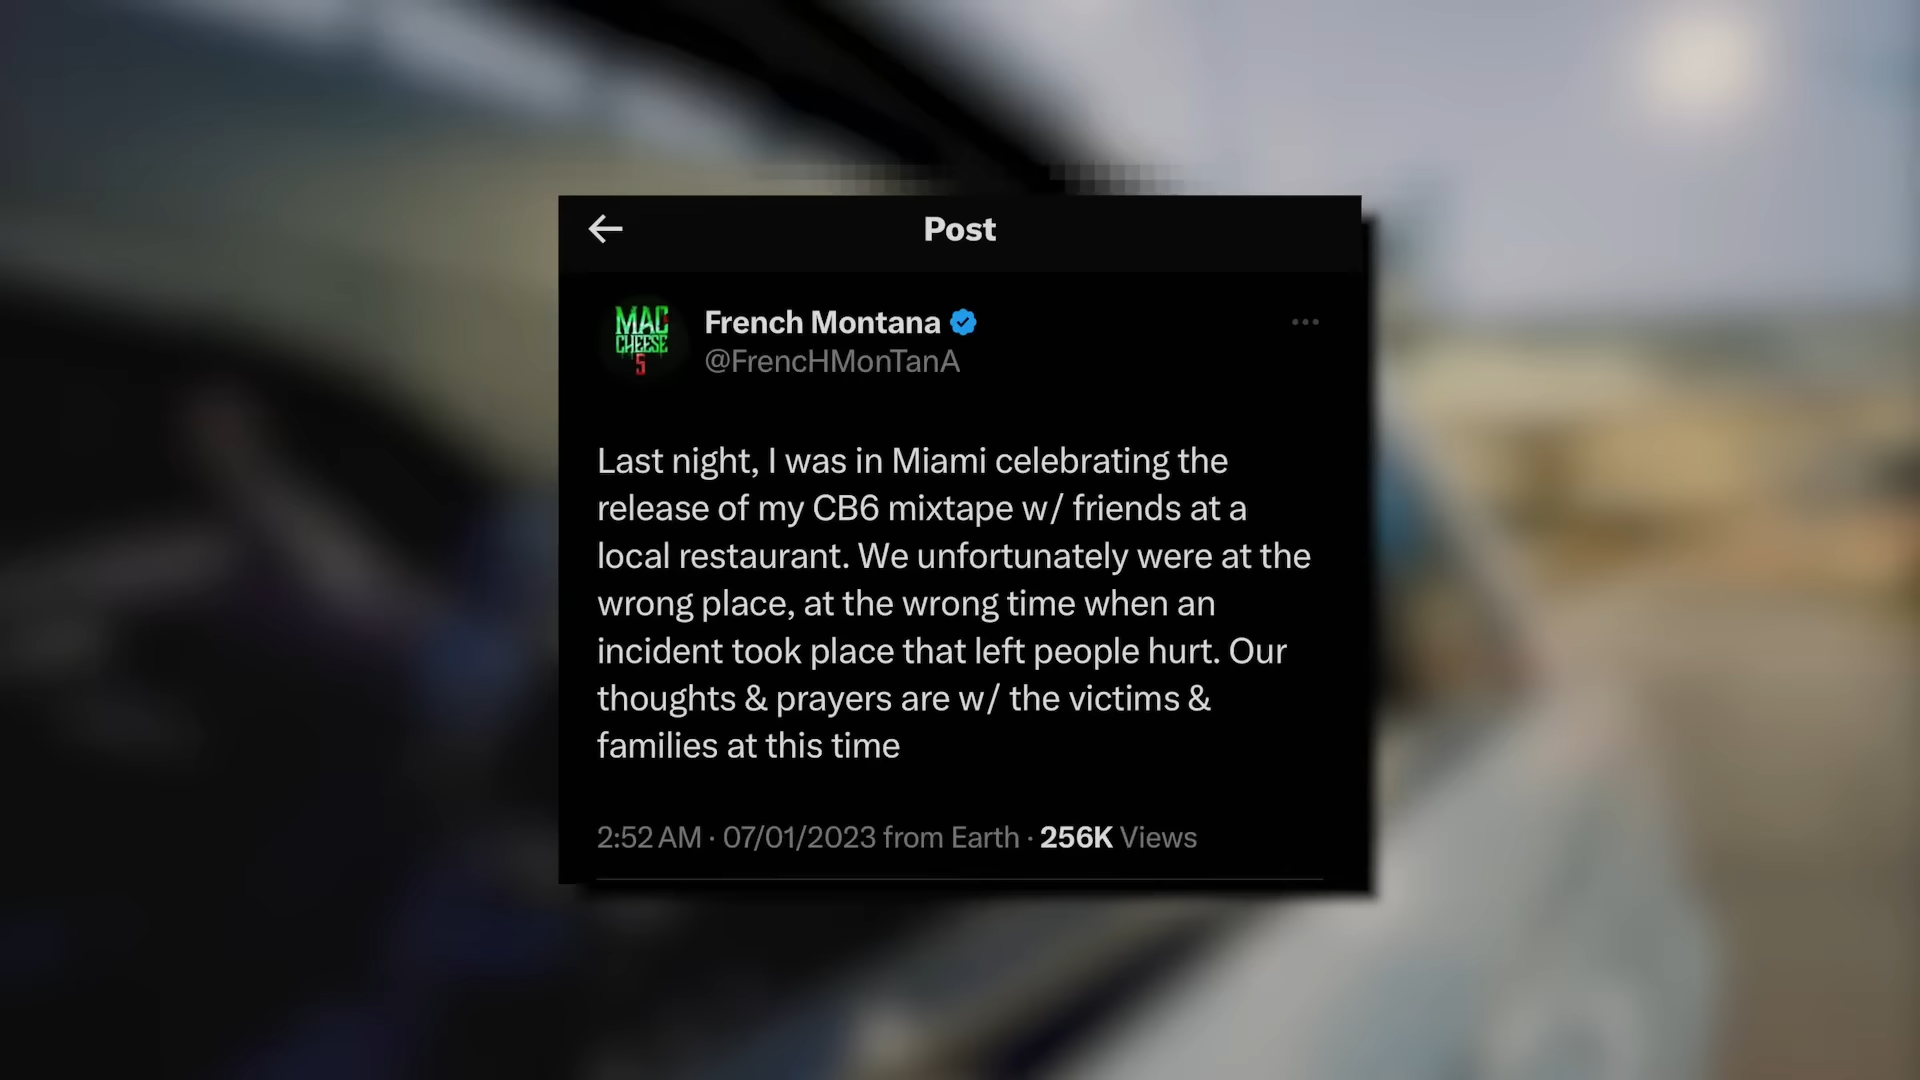 Post
MAC
CHEESE
5
French Montana
@FrencHMonTanA
Last night, I was in Miami celebrating the
release of my CB6 mixtape w/ friends at a
local restaurant. We unfortunately were at the
wrong place, at the wrong time when an
incident took place that left people hurt. Our
thoughts & prayers are w/ the victims &
families at this time
2:52 AM · 07/01/2023 from Earth · 256K Views